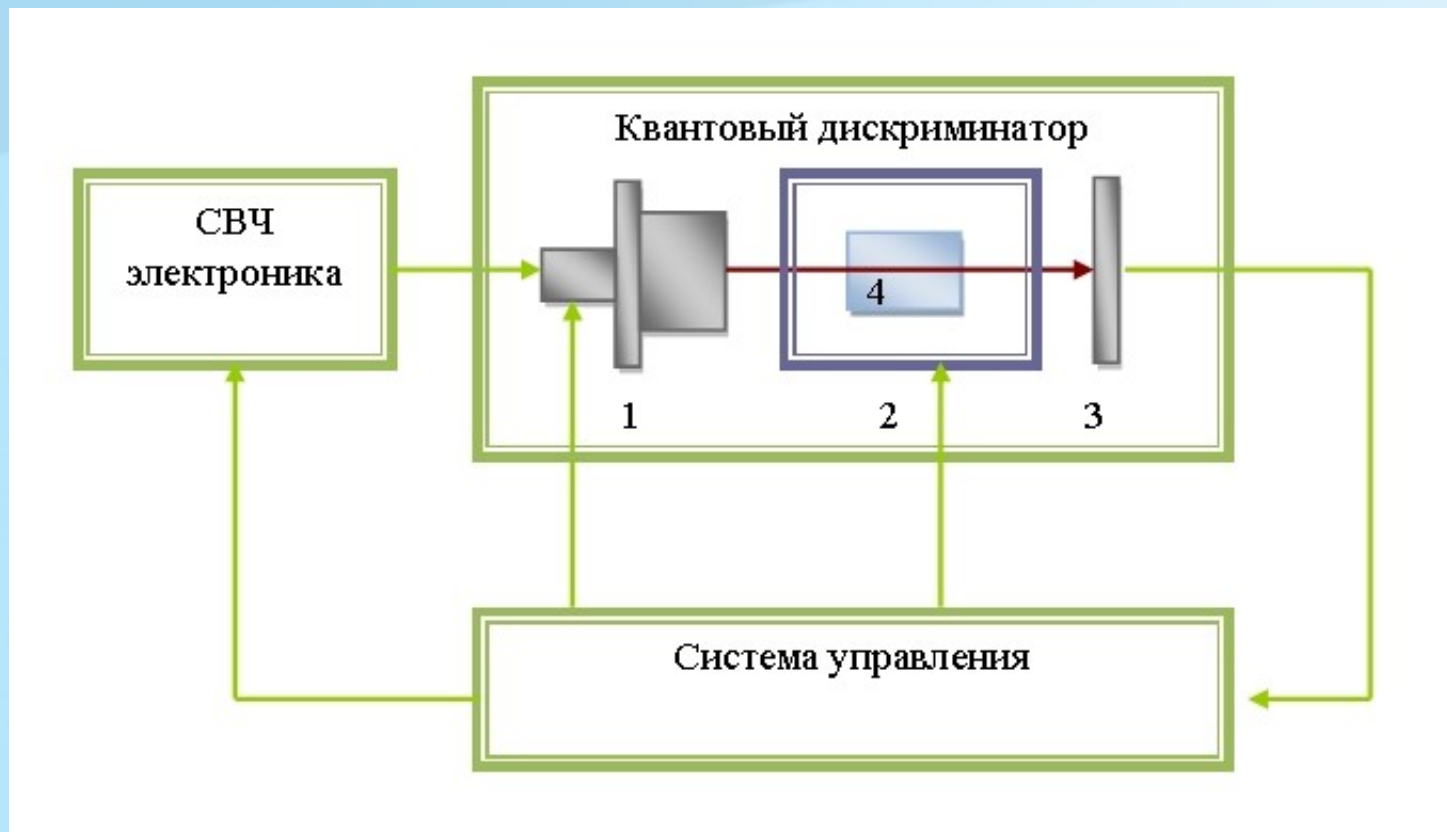 Квантовый дискриминатор
СВЧ
электроника
4
1
2
3
Система управления